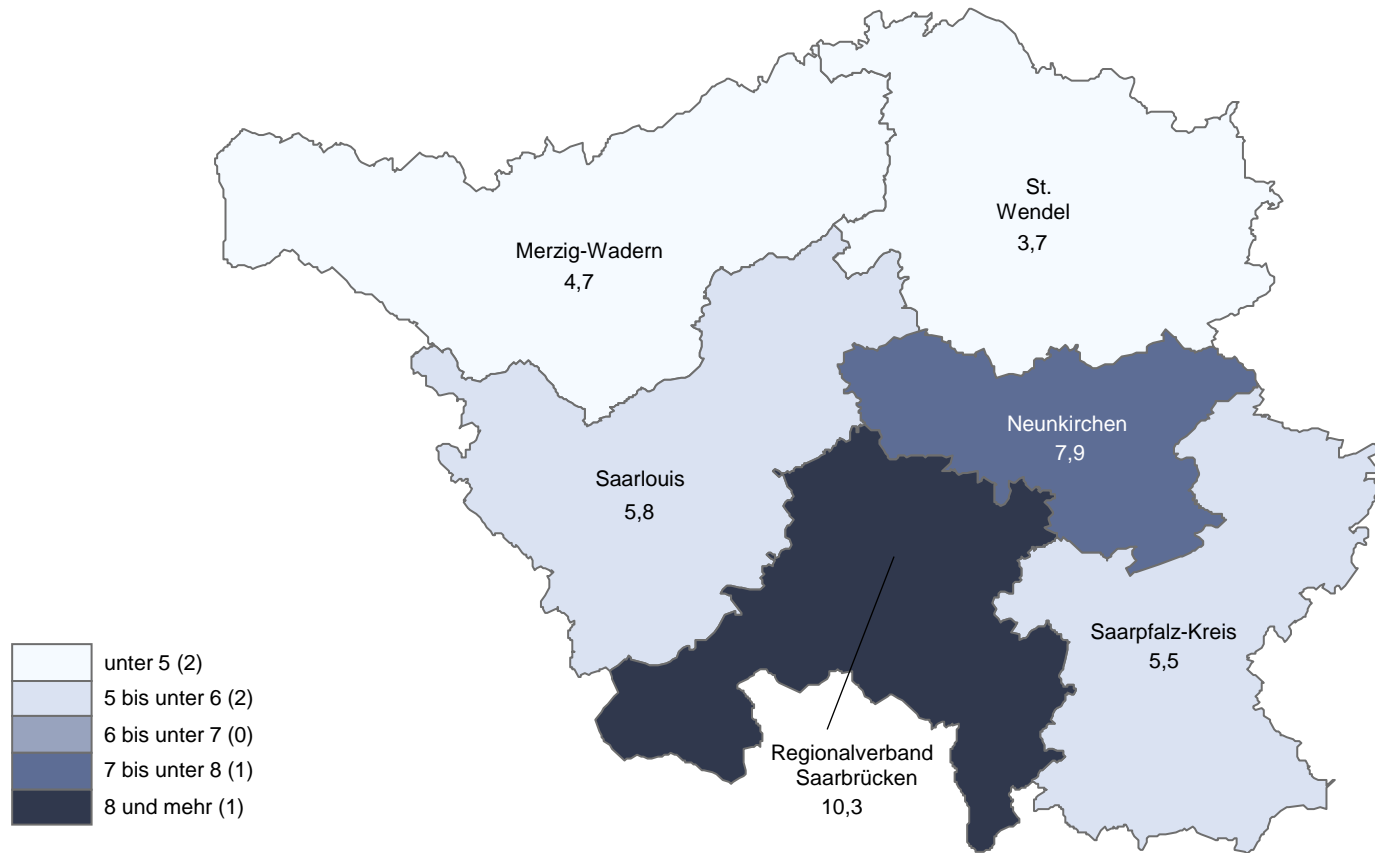 St.
Wendel
3,7
Merzig-Wadern
4,7
Neunkirchen
7,9
Saarlouis
5,8
Saarpfalz-Kreis
5,5
Regionalverband
Saarbrücken
10,3
unter 5 (2)
5 bis unter 6 (2)
6 bis unter 7 (0)
7 bis unter 8 (1)
8 und mehr (1)